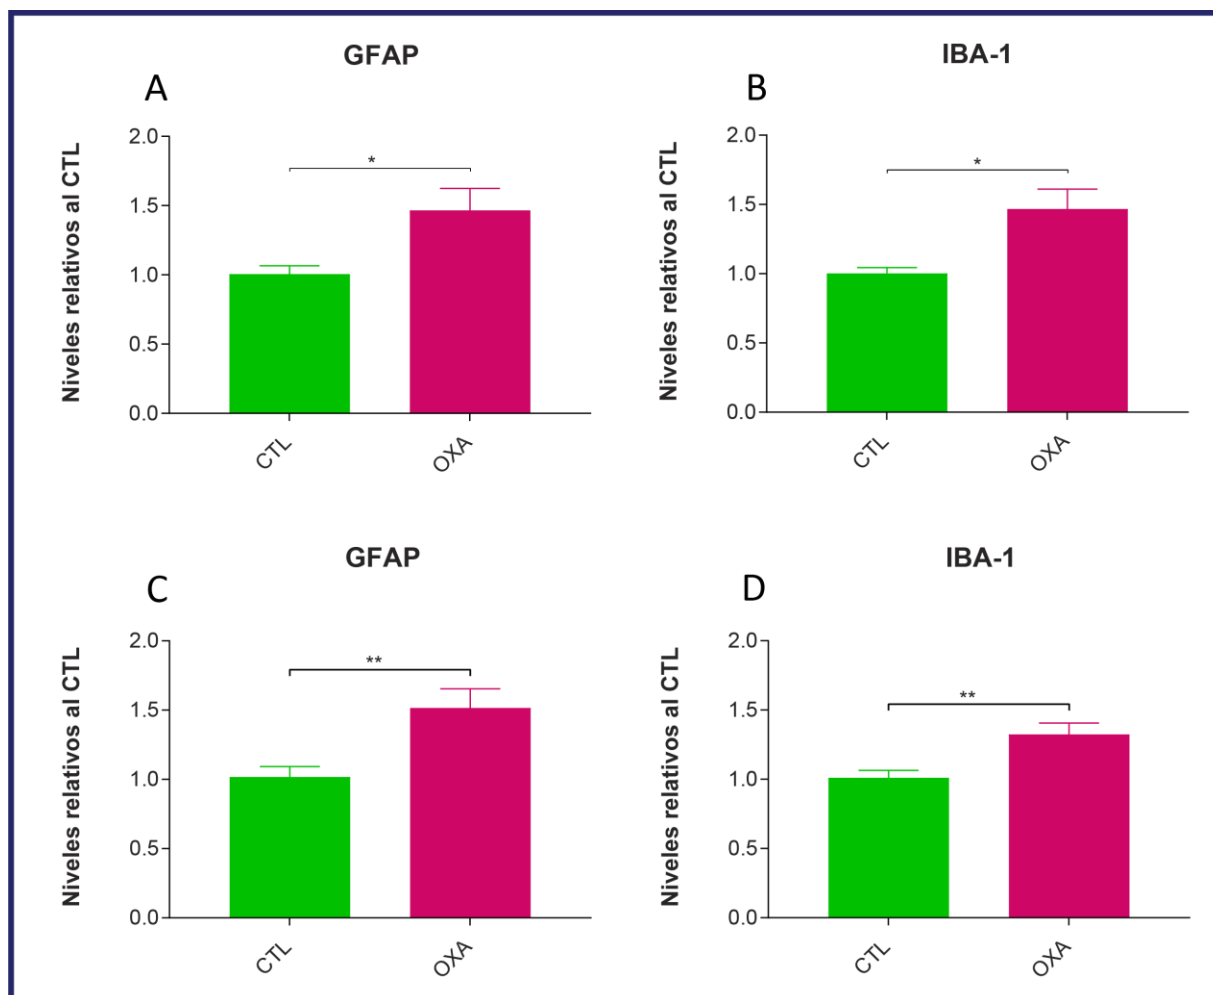 GFAP
A
Niveles relativos al CTL
2.0
1.5
1.0
0.5
0.0
*
CTL
OXA
IBA-1
B
Niveles relativos al CTL
2.0
1.5
1.0
0.5
0.0
*
CTL
OXA
GFAP
C
Niveles relativos al CTL
2.0
1.5
1.0
0.5
0.0
**
CTL
OXA
IBA-1
D
Niveles relativos al CTL
2.0
1.5
1.0
0.5
0.0
**
CTL
OXA